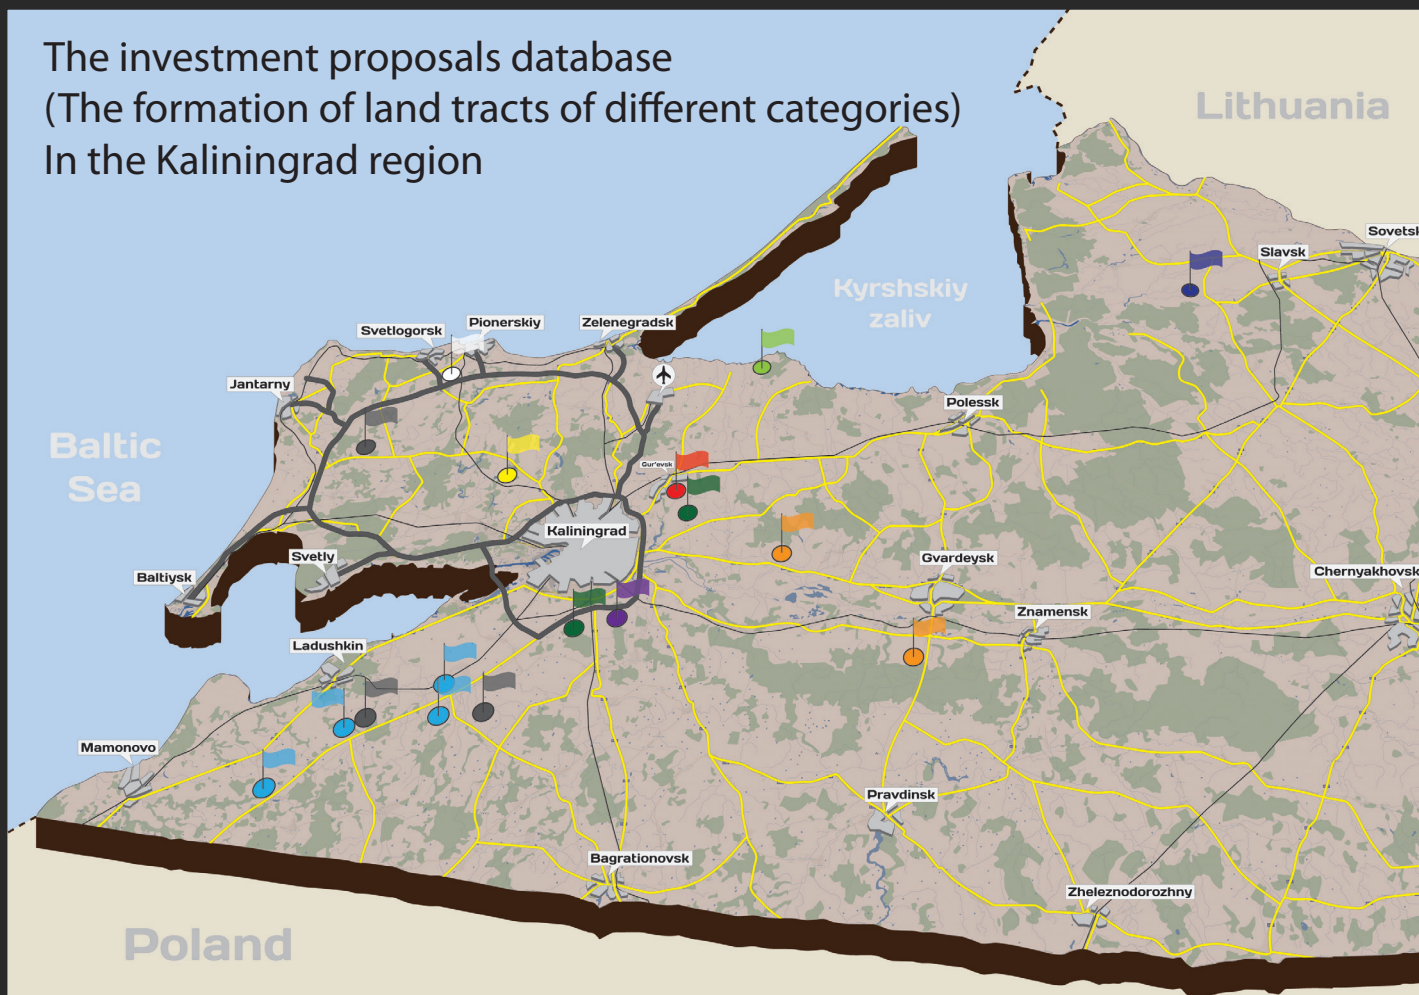 The investment proposals database
(The formation of land tracts of different categories)
In the Kaliningrad region
Lithuania
Sovetsk
Slavsk
Kyrshskiy
zaliv
Svetlogorsk
Pionerskiy
Zelenegradsk
Jantarny
Polessk
Baltic
Sea
Gur'evsk
Kaliningrad
Svetly
Gvardeysk
Chernyakhovsk
Baltiysk
Znamensk
Ladushkin
Mamonovo
Pravdinsk
Bagrationovsk
Zheleznodorozhny
Poland